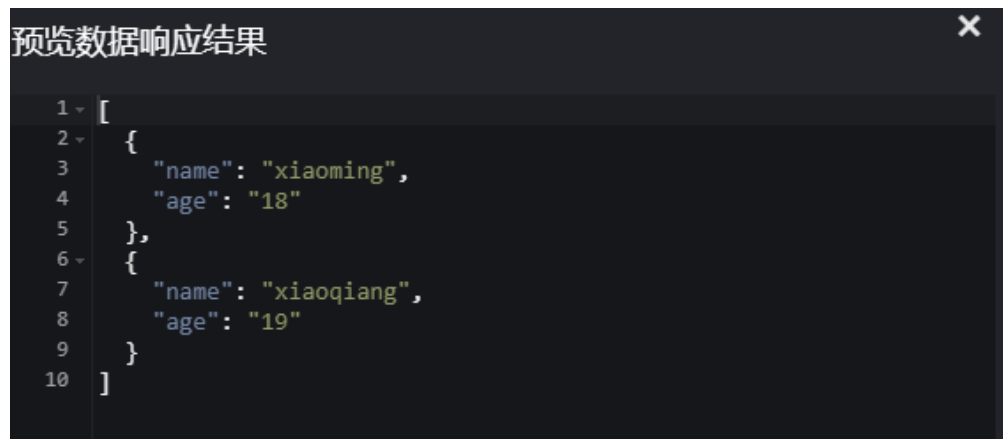 预览数据响应结果 ×
1 [
2 {
3 "name": "xiaoming",
4 "age": "18"
5 },
6 {
7 "name": "xiaoqiang",
8 "age": "19"
9 }
10 ]